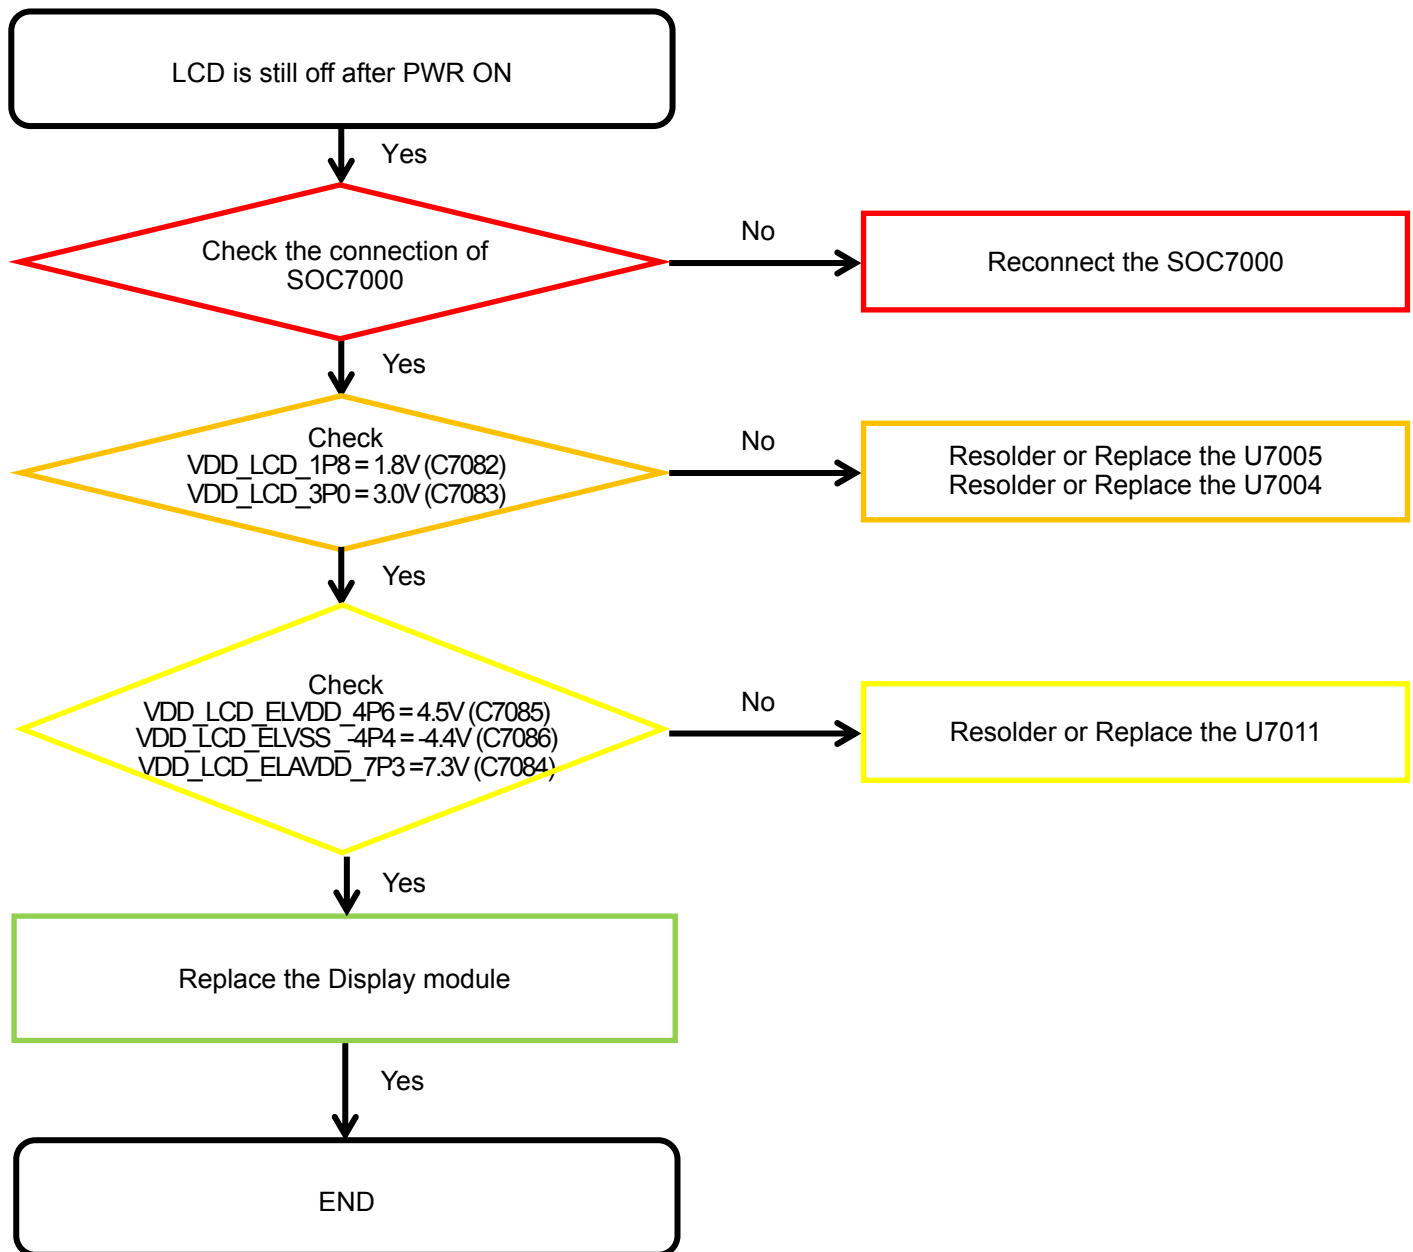 LCD is still off after PWR ON
Yes
Check the connection of
SOC7000
No
Reconnect the SOC7000
Yes
Check
VDD_LCD_1P8 = 1.8V (C7082)
VDD_LCD_3P0 = 3.0V (C7083)
No
Resolder or Replace the U7005
Resolder or Replace the U7004
Yes
Check
VDD_LCD_ELVDD_4P6 = 4.5V (C7085)
VDD_LCD_ELVSS_-4P4 = -4.4V (C7086)
VDD_LCD_ELAVDD_7P3 =7.3V (C7084)
No
Resolder or Replace the U7011
Yes
Replace the Display module
Yes
END